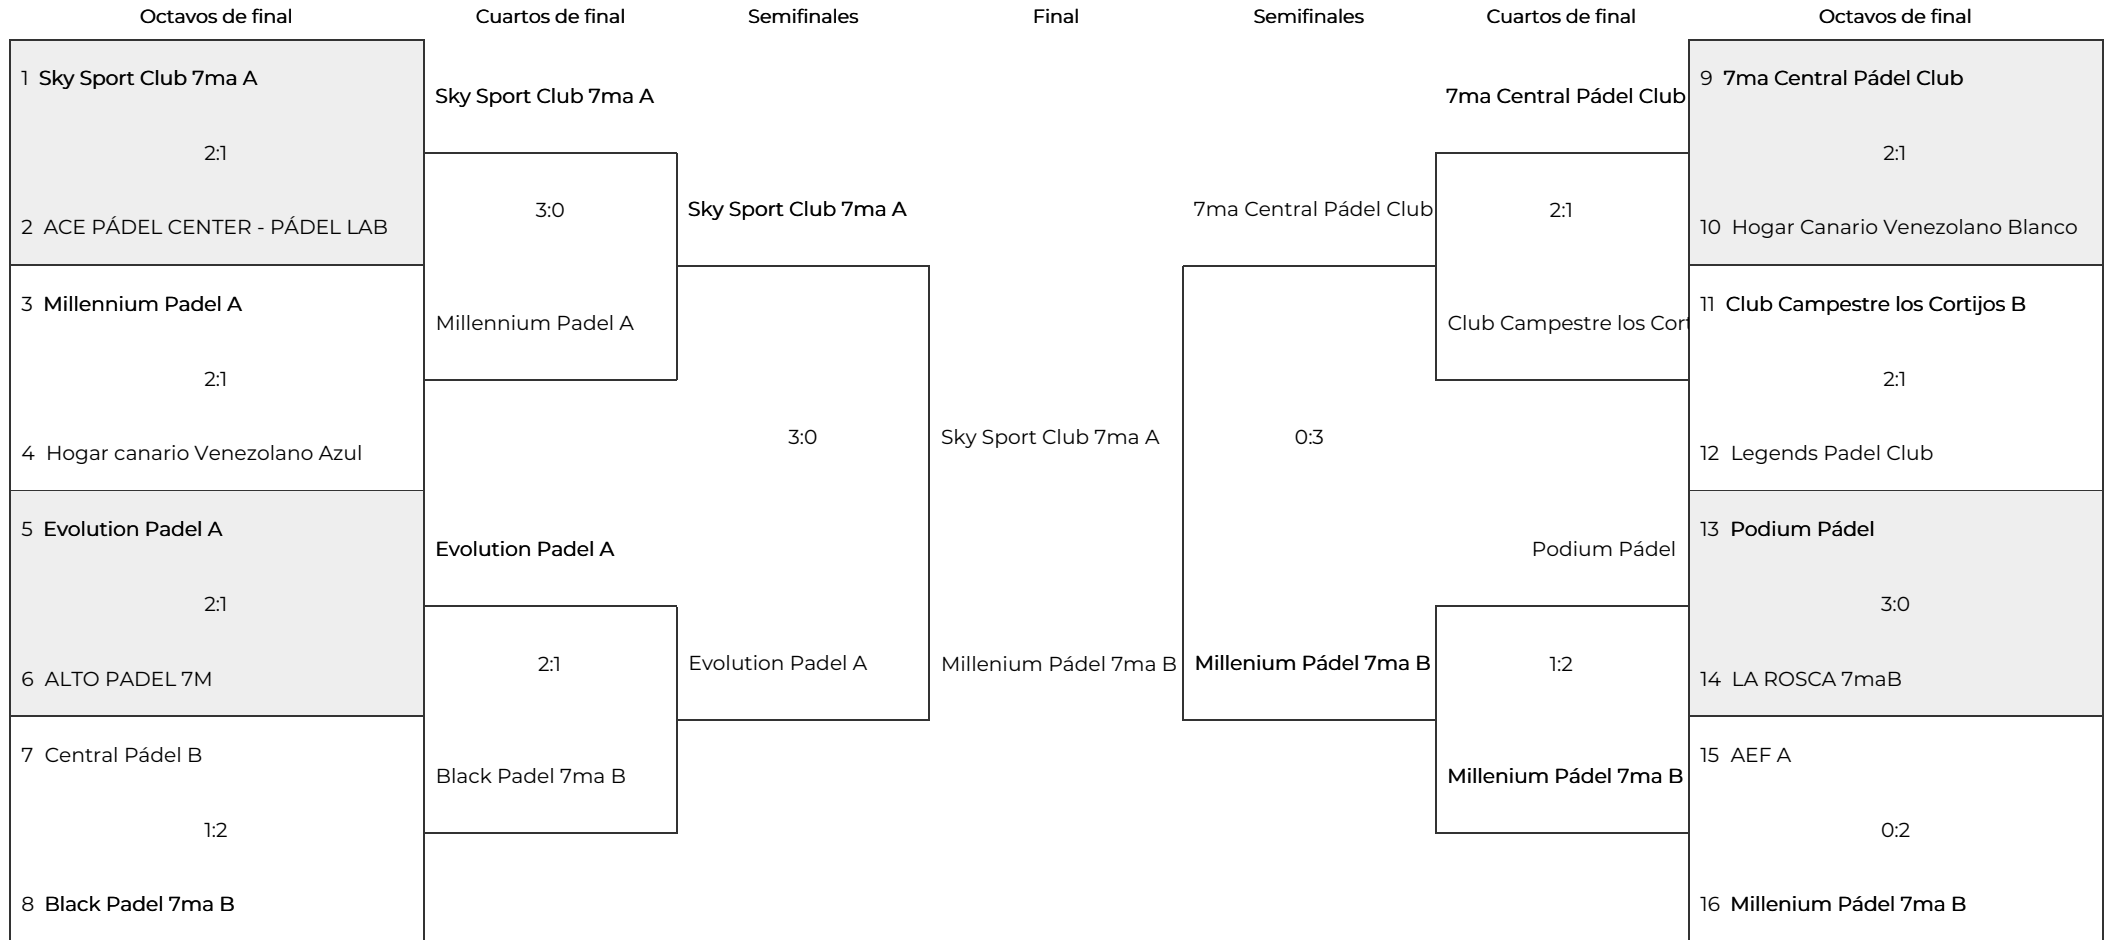 Octavos de final
Cuartos de final
Semifinales
Final
Semifinales
Cuartos de final
Octavos de final
1 Sky Sport Club 7ma A
2:1
2 ACE PÁDEL CENTER - PÁDEL LAB
3 Millennium Padel A
2:1
4 Hogar canario Venezolano Azul
5 Evolution Padel A
2:1
6 ALTO PADEL 7M
7 Central Pádel B
1:2
8 Black Padel 7ma B
Sky Sport Club 7ma A
3:0
Millennium Padel A
Evolution Padel A
2:1
Black Padel 7ma B
Sky Sport Club 7ma A
3:0
Evolution Padel A
Sky Sport Club 7ma A
Millenium Pádel 7ma B
7ma Central Pádel Club
0:3
Millenium Pádel 7ma B
7ma Central Pádel Club
2:1
Club Campestre los Cort
Podium Pádel
1:2
Millenium Pádel 7ma B
9 7ma Central Pádel Club
2:1
10 Hogar Canario Venezolano Blanco
11 Club Campestre los Cortijos B
2:1
12 Legends Padel Club
13 Podium Pádel
3:0
14 LA ROSCA 7maB
15 AEF A
0:2
16 Millenium Pádel 7ma B